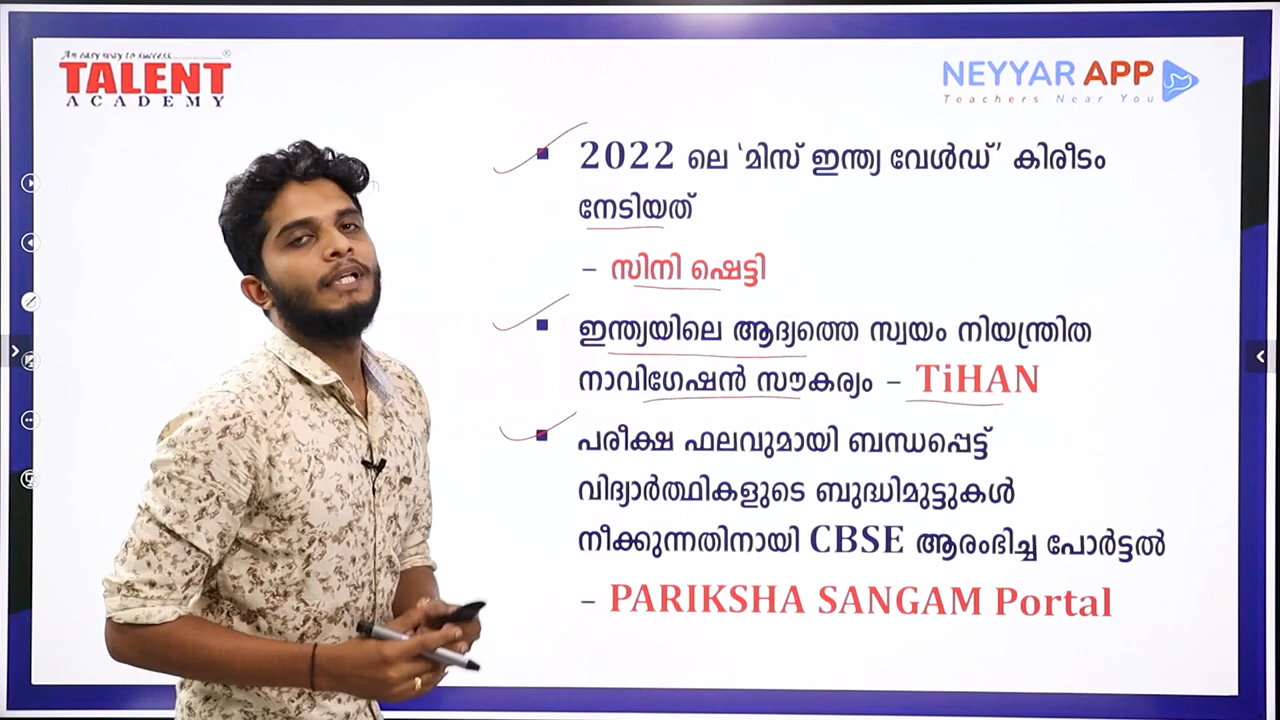 An easy way to success
TALENT
ACADEMY
NEYYAR APP
Teachers Near You
2022 ലെ ‘മിസ് ഇന്ത്യ വേൾഡ്’ കിരീടം
നേടിയത്
– സിനി ഷെട്ടി
ഇന്ത്യയിലെ ആദ്യത്തെ സ്വയം നിയന്ത്രിത
നാവിഗേഷൻ സൗകര്യം – TiHAN
പരീക്ഷ ഫലവുമായി ബന്ധപ്പെട്ട്
വിദ്യാർത്ഥികളുടെ ബുദ്ധിമുട്ടുകൾ
നീക്കുന്നതിനായി CBSE ആരംഭിച്ച പോർട്ടൽ
– PARIKSHA SANGAM Portal